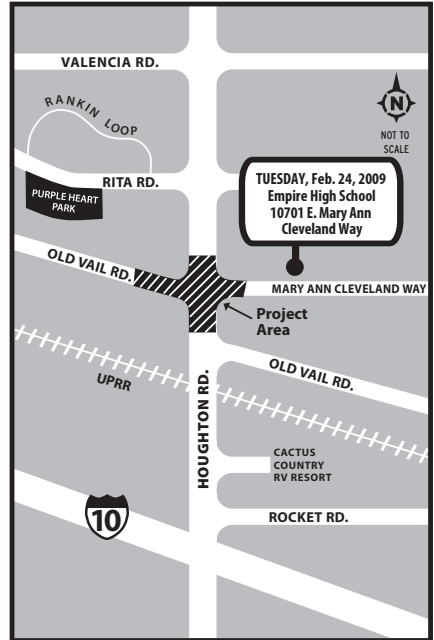 VALENCIA RD.
RANKIN LOOP
N
NOT TO
SCALE
RITA RD.
PURPLE HEART
PARK
TUESDAY, Feb. 24, 2009
Empire High School
10701 E. Mary Ann
Cleveland Way
OLD VAIL RD.
MARY ANN CLEVELAND WAY
Project
Area
OLD VAIL RD.
UPRR
HOUGHTON RD.
CACTUS
COUNTRY
RV RESORT
10
ROCKET RD.